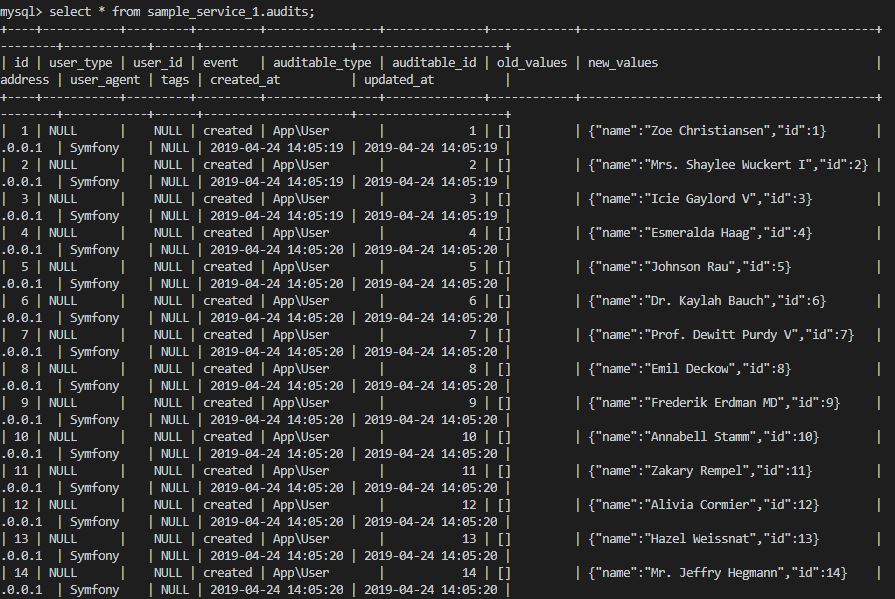 mysql> select * from sample_service_1.audits;
+----+-----------+---------+---------+----------------+--------------+------------+------------------------------------------+
--------+------------+------+---------------------+---------------------+
| id | user_type | user_id | event   | auditable_type | auditable_id | old_values | new_values                               |
address | user_agent | tags | created_at          | updated_at          |
+----+-----------+---------+---------+----------------+--------------+------------+------------------------------------------+
--------+------------+------+---------------------+---------------------+
|  1 | NULL      |    NULL | created | App\User       |            1 | []         | {"name":"Zoe Christiansen","id":1}       |
.0.0.1  | Symfony    | NULL | 2019-04-24 14:05:19 | 2019-04-24 14:05:19 |
|  2 | NULL      |    NULL | created | App\User       |            2 | []         | {"name":"Mrs. Shaylee Wuckert I","id":2} |
.0.0.1  | Symfony    | NULL | 2019-04-24 14:05:19 | 2019-04-24 14:05:19 |
|  3 | NULL      |    NULL | created | App\User       |            3 | []         | {"name":"Icie Gaylord V","id":3}         |
.0.0.1  | Symfony    | NULL | 2019-04-24 14:05:19 | 2019-04-24 14:05:19 |
|  4 | NULL      |    NULL | created | App\User       |            4 | []         | {"name":"Esmeralda Haag","id":4}         |
.0.0.1  | Symfony    | NULL | 2019-04-24 14:05:20 | 2019-04-24 14:05:20 |
|  5 | NULL      |    NULL | created | App\User       |            5 | []         | {"name":"Johnson Rau","id":5}            |
.0.0.1  | Symfony    | NULL | 2019-04-24 14:05:20 | 2019-04-24 14:05:20 |
|  6 | NULL      |    NULL | created | App\User       |            6 | []         | {"name":"Dr. Kaylah Bauch","id":6}       |
.0.0.1  | Symfony    | NULL | 2019-04-24 14:05:20 | 2019-04-24 14:05:20 |
|  7 | NULL      |    NULL | created | App\User       |            7 | []         | {"name":"Prof. Dewitt Purdy V","id":7}   |
.0.0.1  | Symfony    | NULL | 2019-04-24 14:05:20 | 2019-04-24 14:05:20 |
|  8 | NULL      |    NULL | created | App\User       |            8 | []         | {"name":"Emil Deckow","id":8}            |
.0.0.1  | Symfony    | NULL | 2019-04-24 14:05:20 | 2019-04-24 14:05:20 |
|  9 | NULL      |    NULL | created | App\User       |            9 | []         | {"name":"Frederik Erdman MD","id":9}     |
.0.0.1  | Symfony    | NULL | 2019-04-24 14:05:20 | 2019-04-24 14:05:20 |
| 10 | NULL      |    NULL | created | App\User       |           10 | []         | {"name":"Annabell Stamm","id":10}        |
.0.0.1  | Symfony    | NULL | 2019-04-24 14:05:20 | 2019-04-24 14:05:20 |
| 11 | NULL      |    NULL | created | App\User       |           11 | []         | {"name":"Zakary Rempel","id":11}         |
.0.0.1  | Symfony    | NULL | 2019-04-24 14:05:20 | 2019-04-24 14:05:20 |
| 12 | NULL      |    NULL | created | App\User       |           12 | []         | {"name":"Alivia Cormier","id":12}        |
.0.0.1  | Symfony    | NULL | 2019-04-24 14:05:20 | 2019-04-24 14:05:20 |
| 13 | NULL      |    NULL | created | App\User       |           13 | []         | {"name":"Hazel Weissnat","id":13}        |
.0.0.1  | Symfony    | NULL | 2019-04-24 14:05:20 | 2019-04-24 14:05:20 |
| 14 | NULL      |    NULL | created | App\User       |           14 | []         | {"name":"Mr. Jeffry Hegmann","id":14}    |
.0.0.1  | Symfony    | NULL | 2019-04-24 14:05:20 | 2019-04-24 14:05:20 |